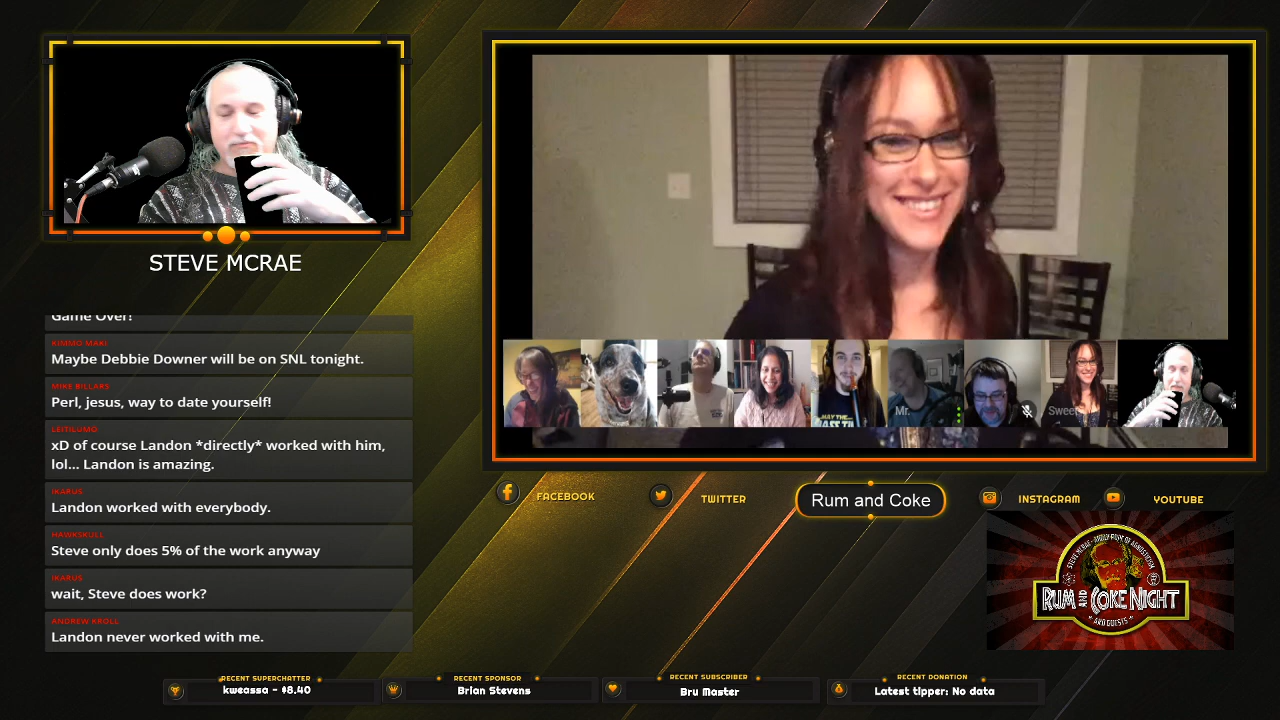 STEVE MCRAE
Game Over!
KIMMO MAKI
Maybe Debbie Downer will be on SNL tonight.
MIKE BILLARS
Perl, jesus, way to date yourself!
LEITILUMO
xD of course Landon *directly* worked with him,
lol... Landon is amazing.
IKARUS
Landon worked with everybody.
HAWKSKULL
Steve only does 5% of the work anyway
IKARUS
wait, Steve does work?
ANDREW KROLL
Landon never worked with me.
MAY THE
Mr.
Sweet
FACEBOOK
TWITTER
Rum and Coke
INSTAGRAM
YOUTUBE
RUM AND COKE NIGHT
AND GUESTS
RECENT SUPERCHATTER
kweassa - $8.40
RECENT SPONSOR
Brian Stevens
RECENT SUBSCRIBER
Bru Master
RECENT DONATION
Latest tipper: No data